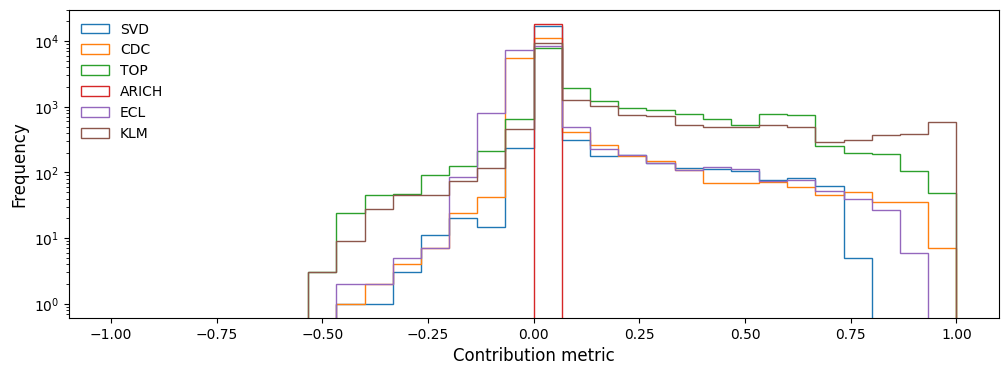 SVD
CDC
TOP
ARICH
ECL
KLM
Frequency
10⁴
10³
10²
10¹
10⁰
−1.00 −0.75 −0.50 −0.25 0.00 0.25 0.50 0.75 1.00
Contribution metric